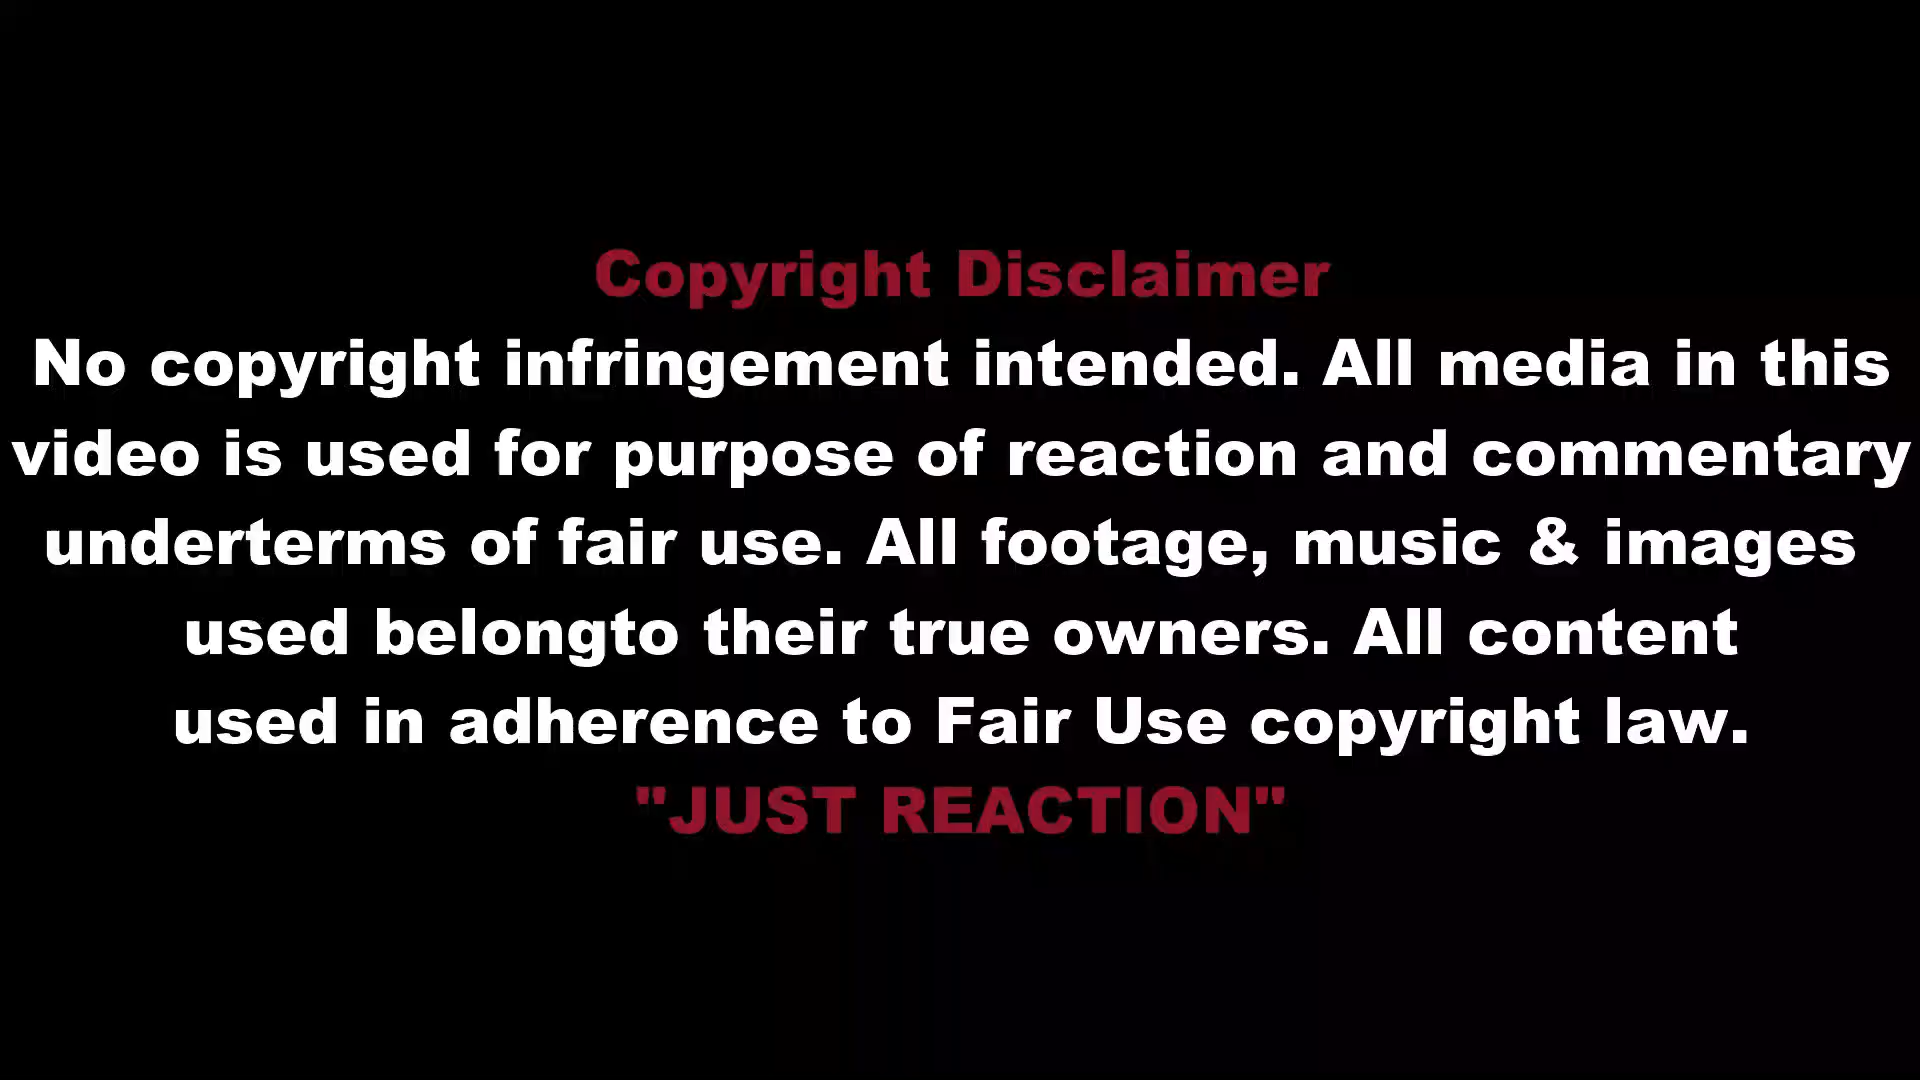 Copyright Disclaimer
No copyright infringement intended. All media in this
video is used for purpose of reaction and commentary
underterms of fair use. All footage, music & images
used belongto their true owners. All content
used in adherence to Fair Use copyright law.
"JUST REACTION"